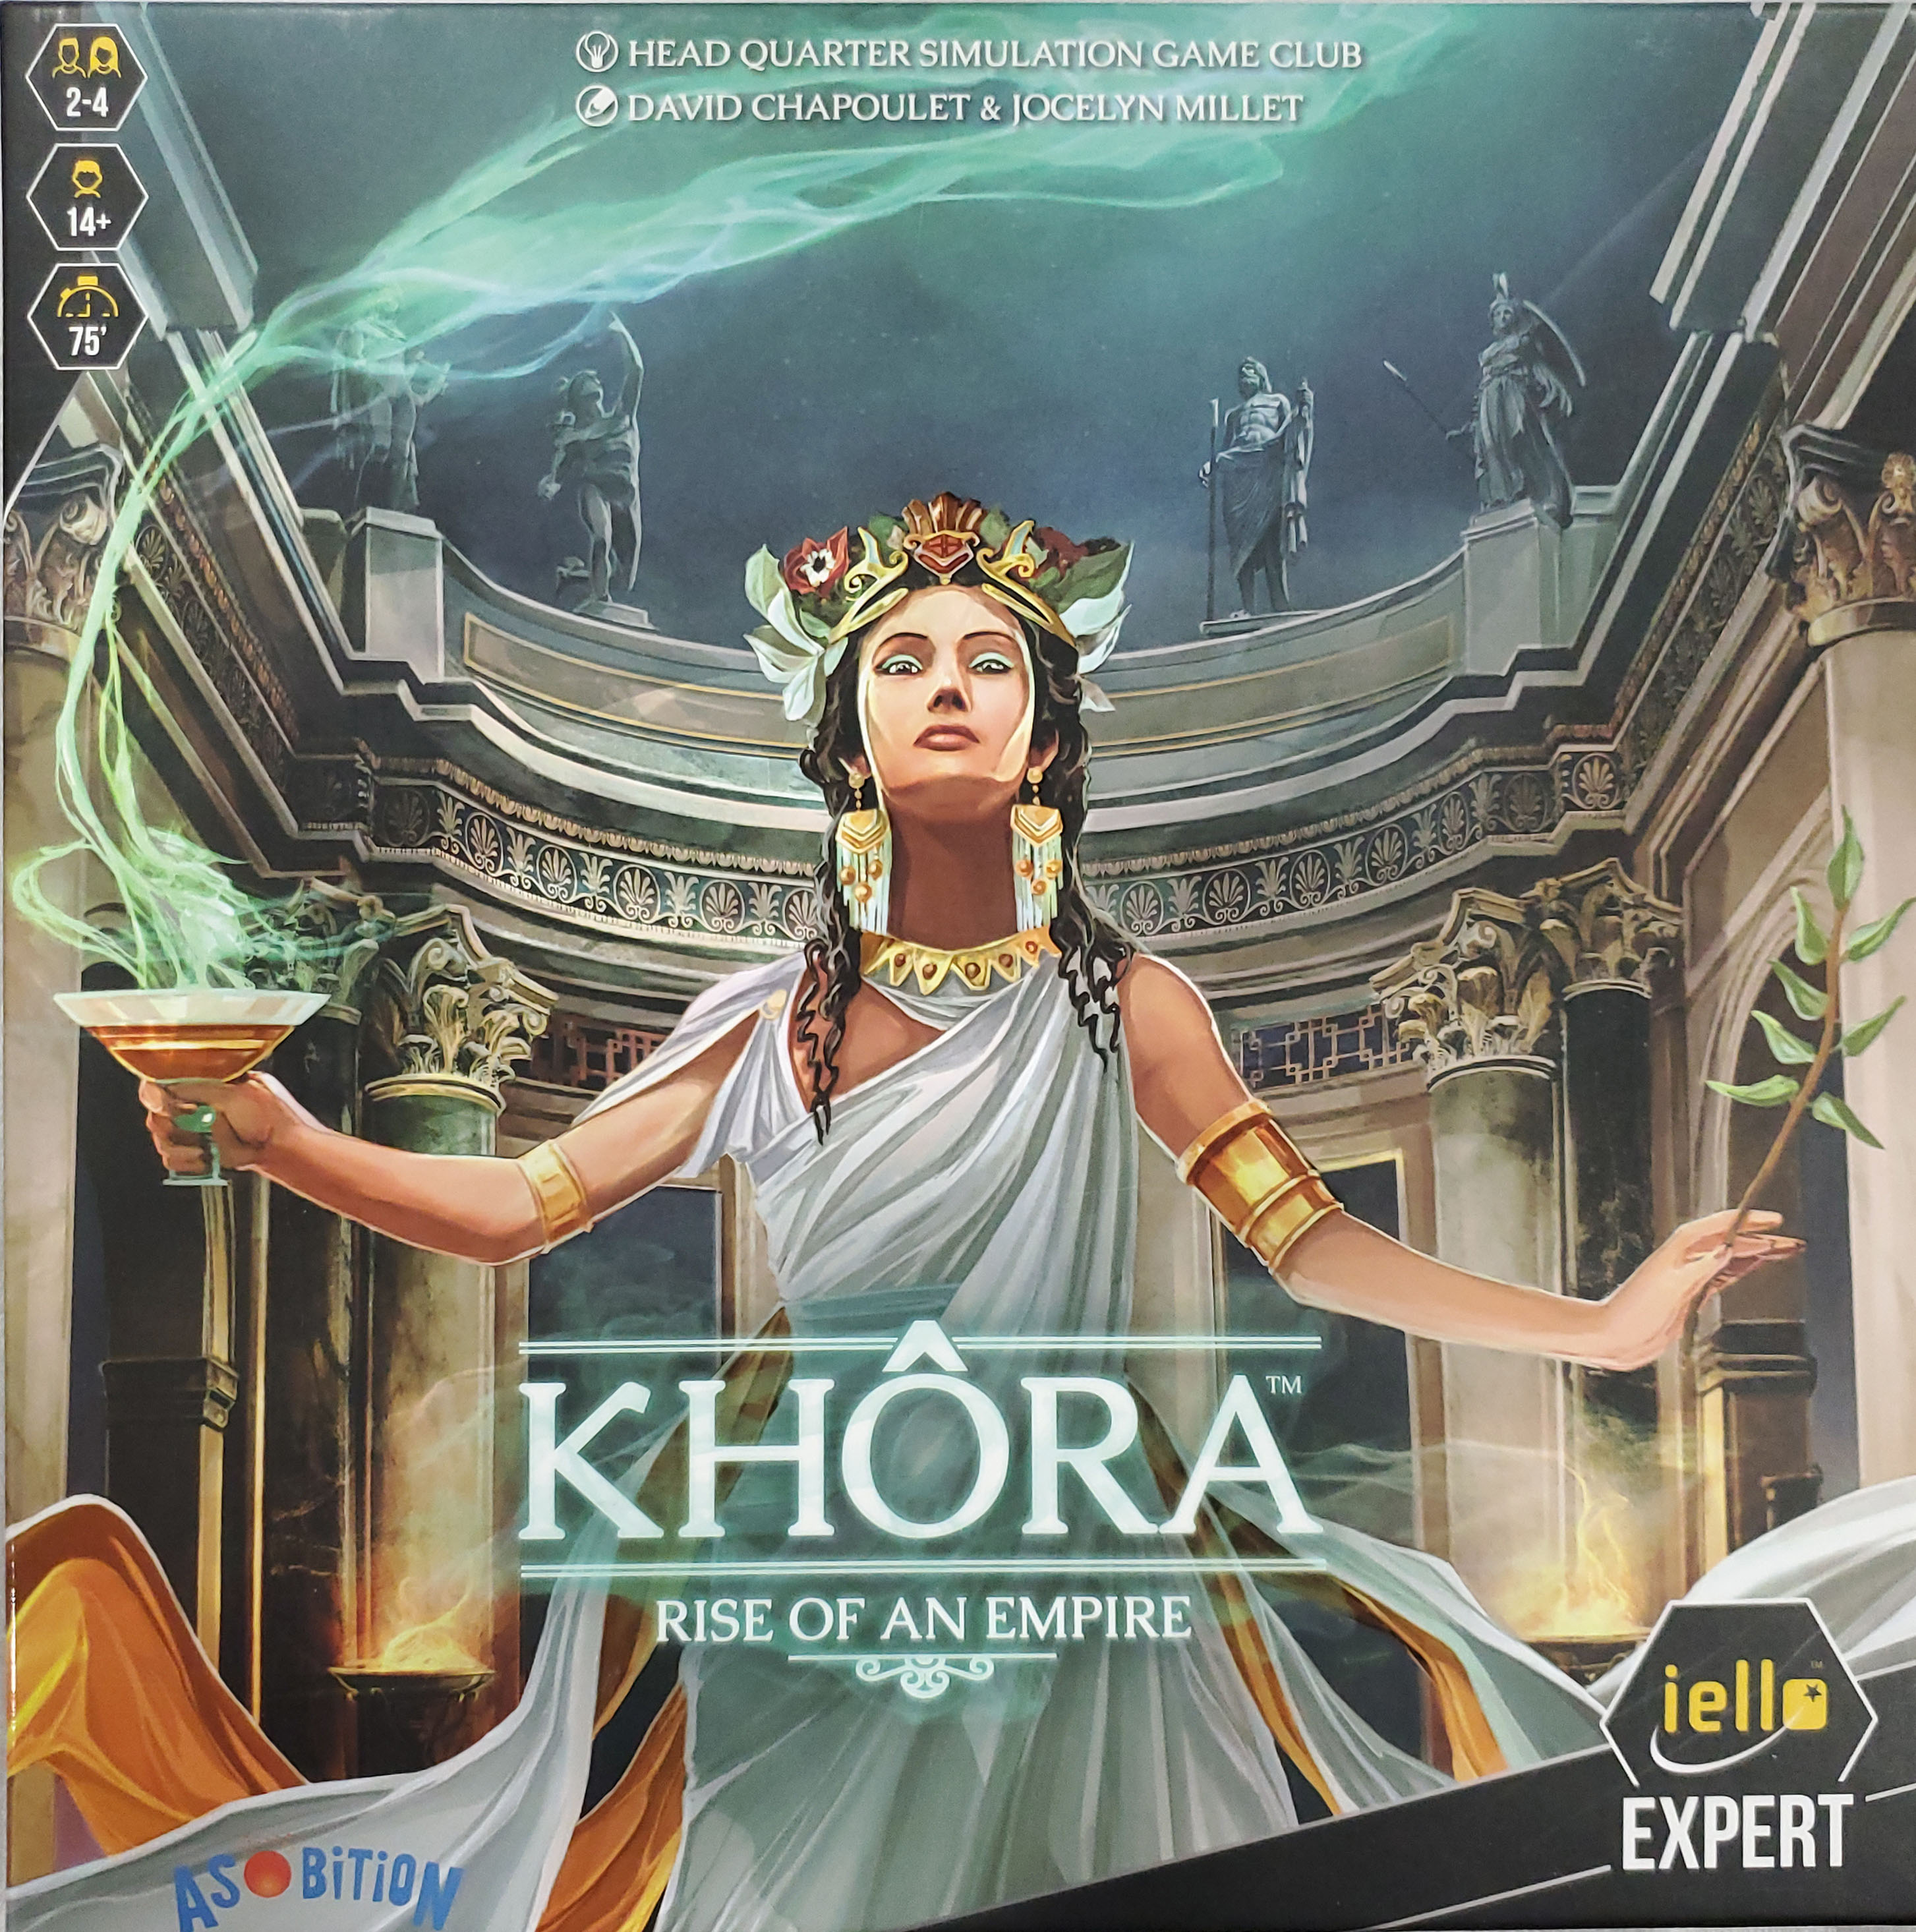 2-4
14+
75'
HEAD QUARTER SIMULATION GAME CLUB
DAVID CHAPOULET & JOCELYN MILLET
KHÔRA™
RISE OF AN EMPIRE
iello™
EXPERT
ASOBiTiON